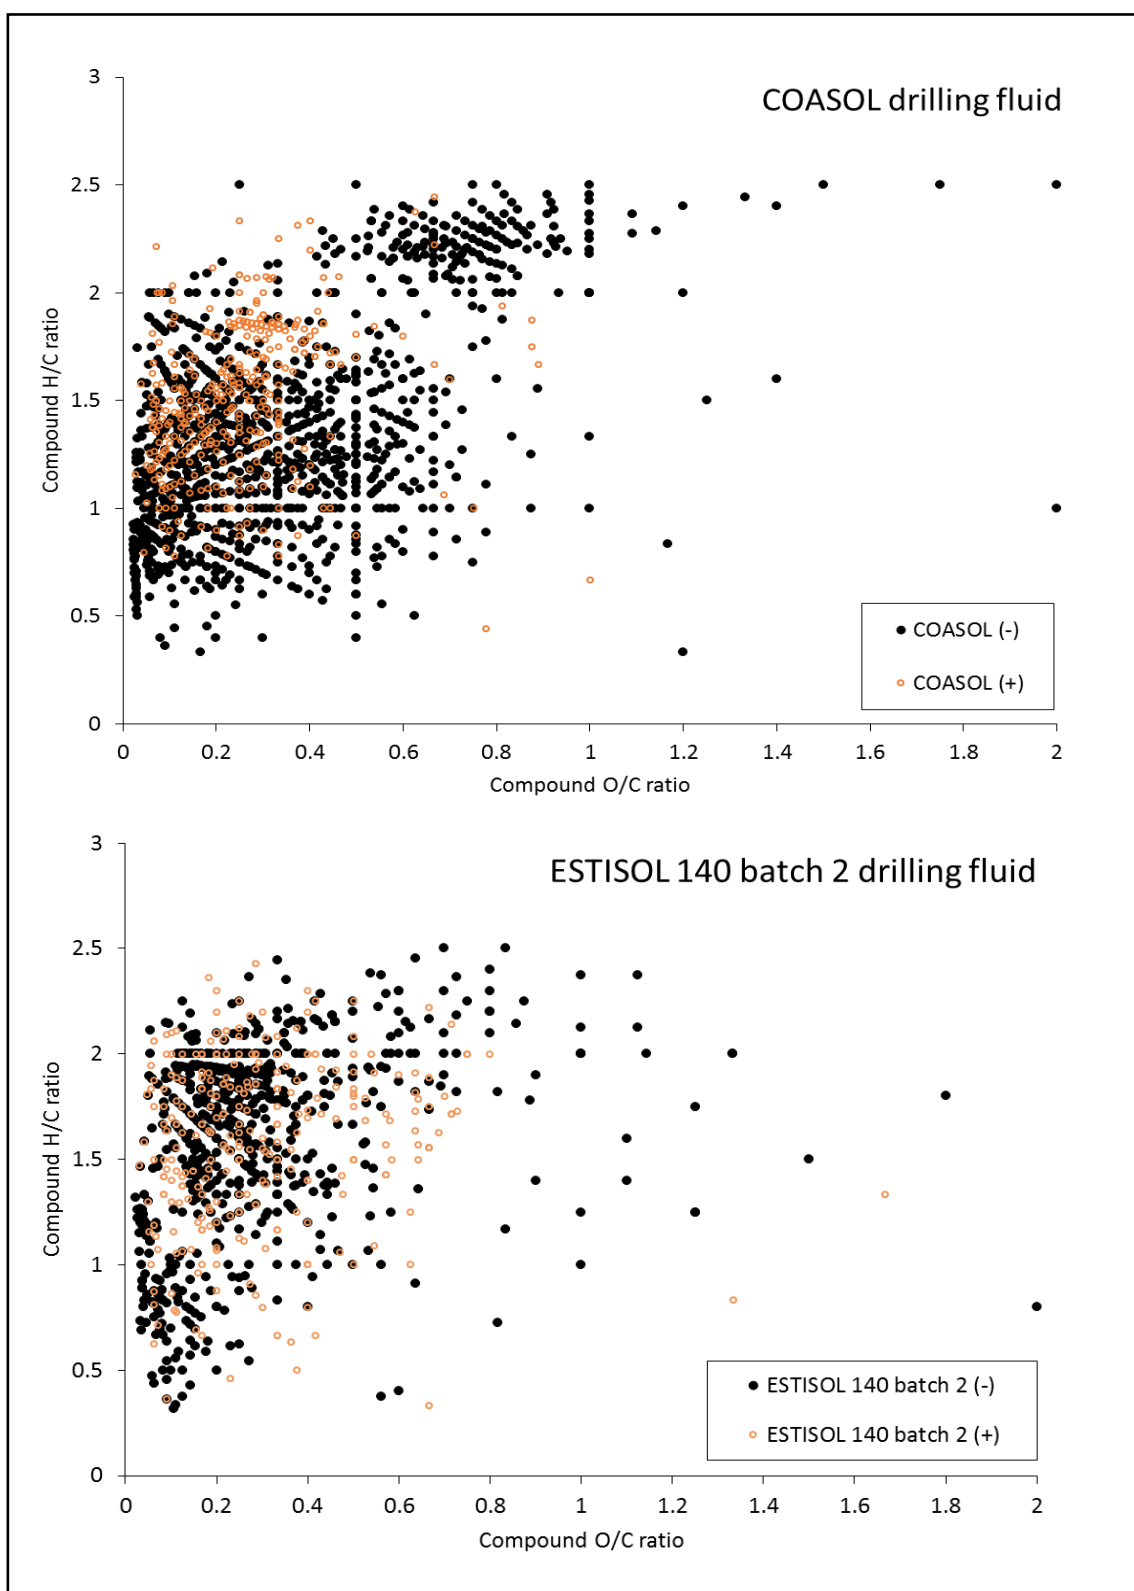 COASOL drilling fluid
3
2.5
2
1.5
1
0.5
0
Compound H/C ratio
COASOL (-)
COASOL (+)
0 0.2 0.4 0.6 0.8 1 1.2 1.4 1.6 1.8 2
Compound O/C ratio
ESTISOL 140 batch 2 drilling fluid
3
2.5
2
1.5
1
0.5
0
Compound H/C ratio
ESTISOL 140 batch 2 (-)
ESTISOL 140 batch 2 (+)
0 0.2 0.4 0.6 0.8 1 1.2 1.4 1.6 1.8 2
Compound O/C ratio